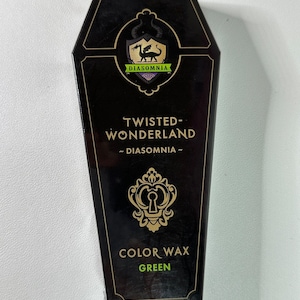 DIASOMNIA
TWISTED-
WONDERLAND
~ DIASOMNIA ~
COLOR WAX
GREEN